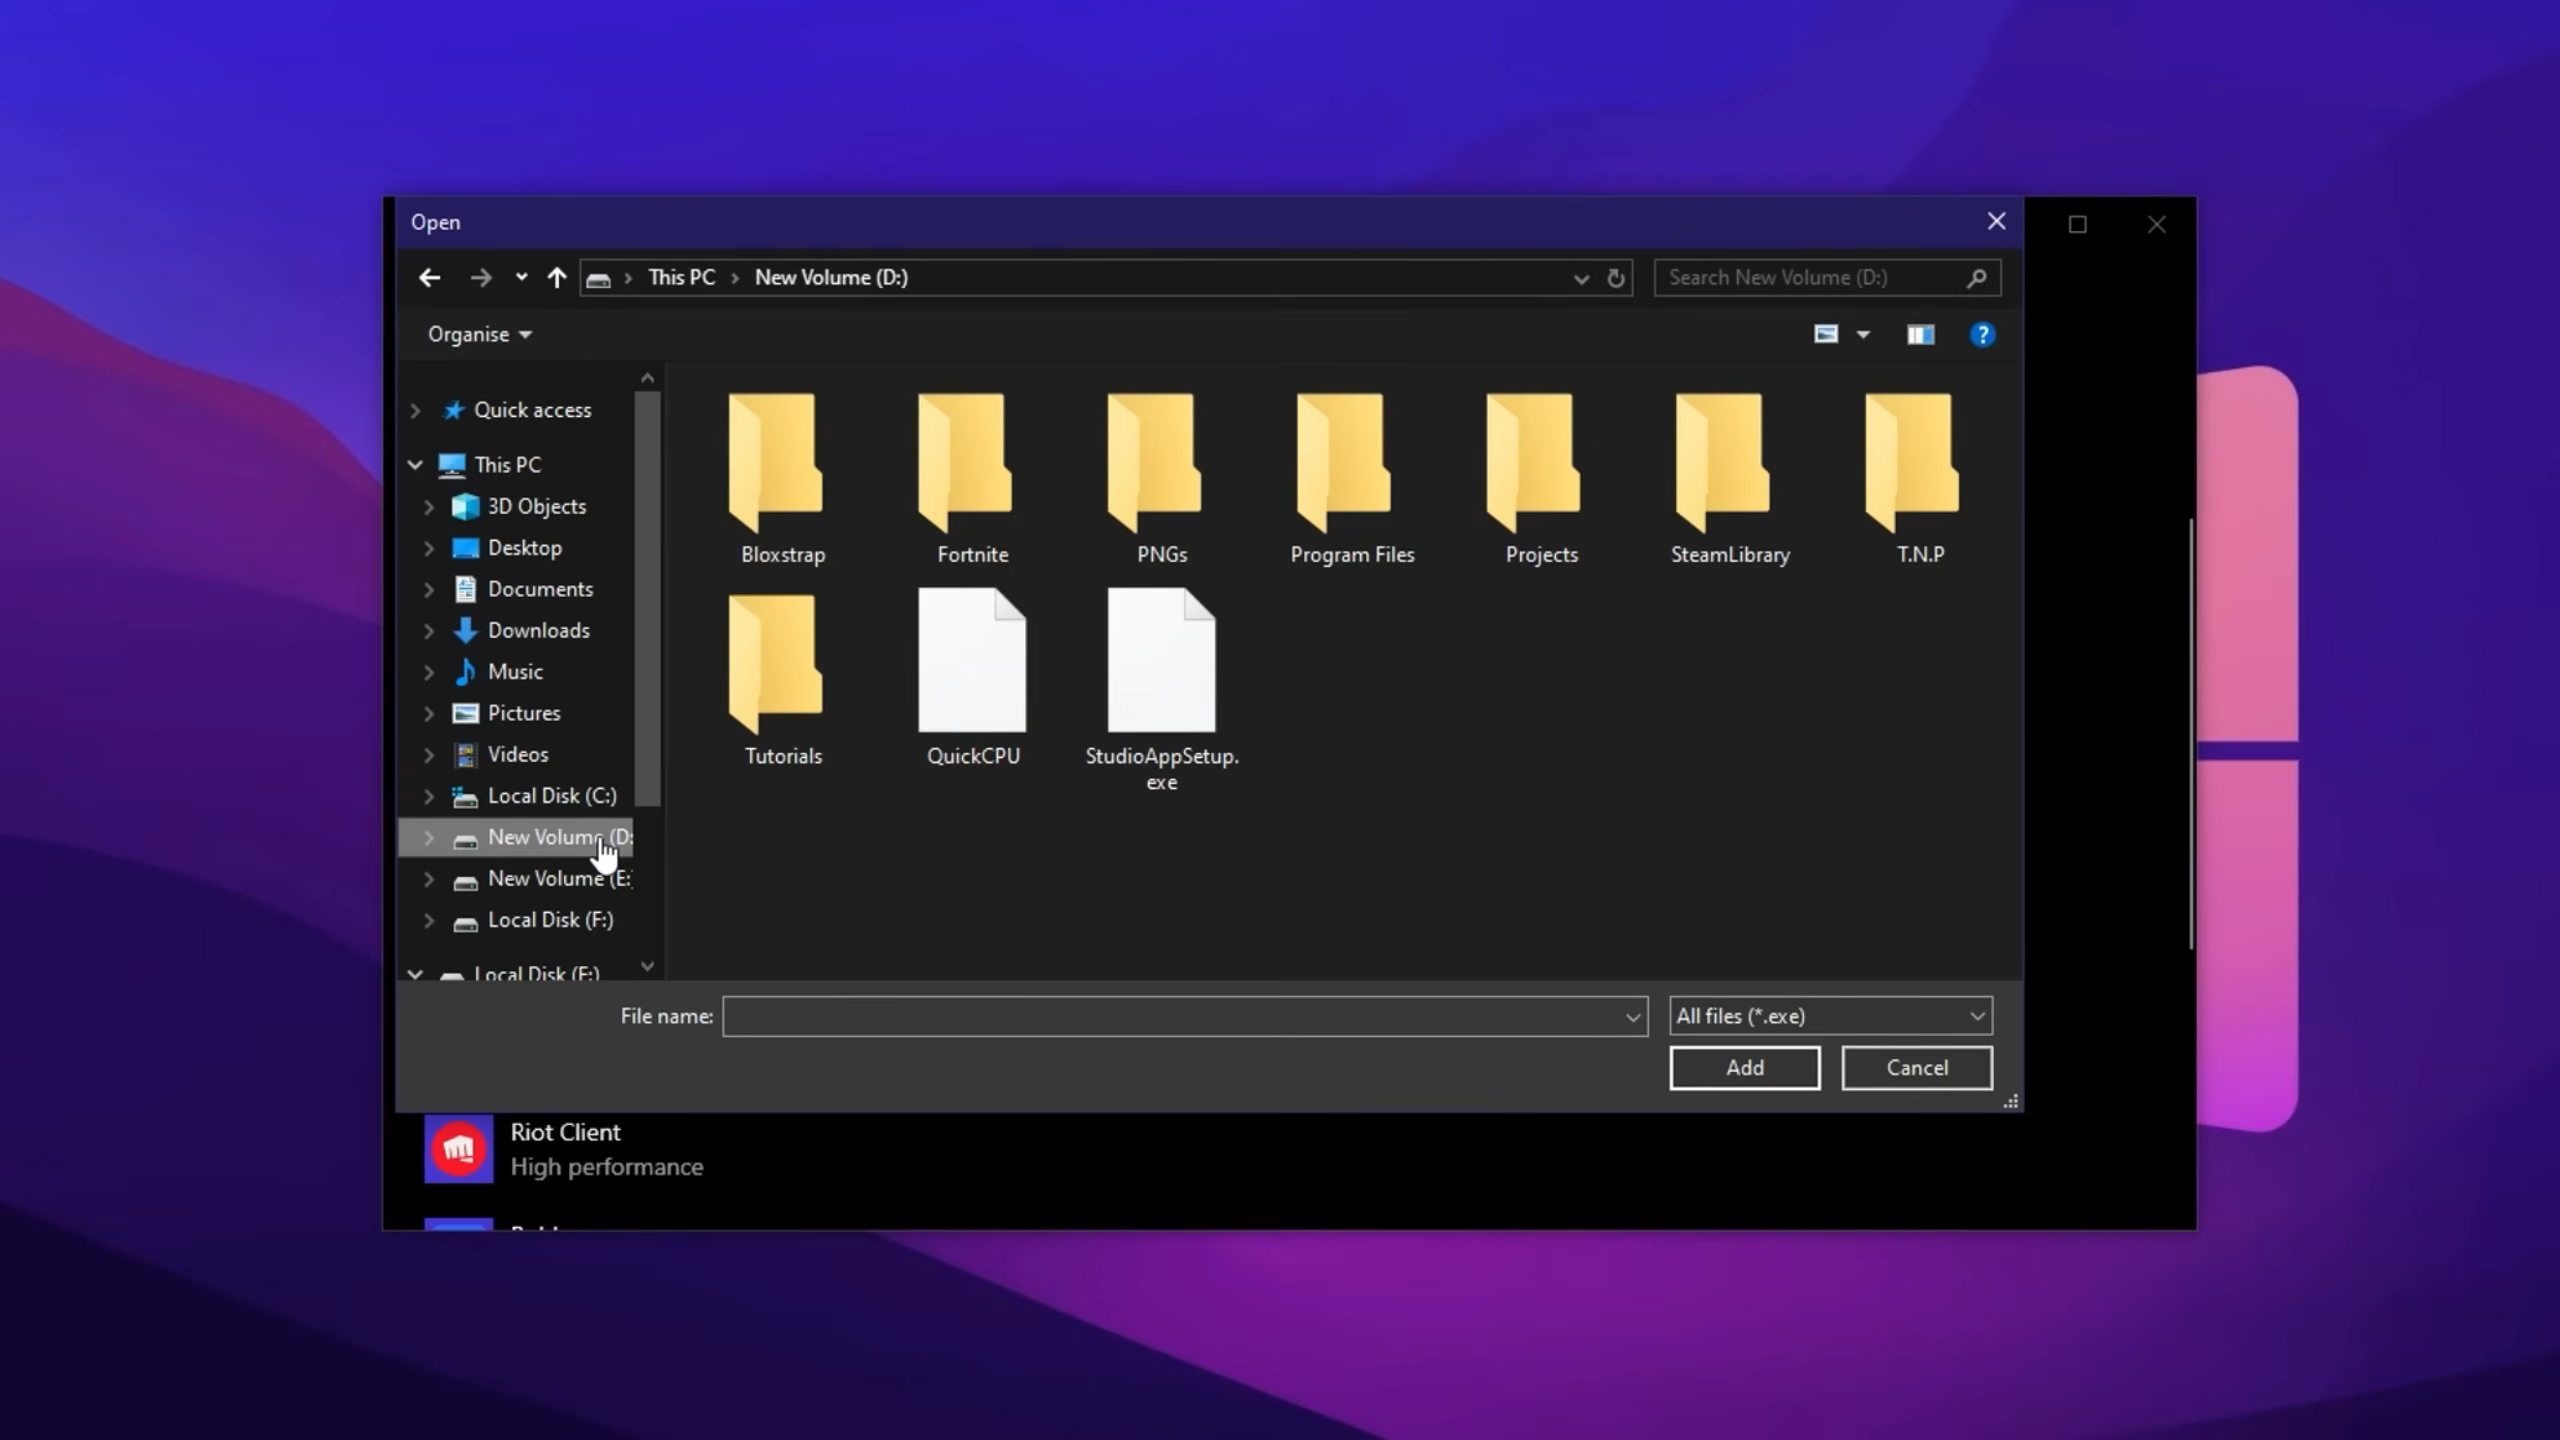 Open
This PC > New Volume (D:)
Search New Volume (D:)
Organise
Quick access
This PC
3D Objects
Desktop
Documents
Downloads
Music
Pictures
Videos
Local Disk (C:)
New Volume (D:
New Volume (E:
Local Disk (F:)
Local Disk (F:)
Bloxstrap
Fortnite
PNGs
Program Files
Projects
SteamLibrary
T.N.P
Tutorials
QuickCPU
StudioAppSetup.
exe
File name:
All files (*.exe)
Add
Cancel
Riot Client
High performance